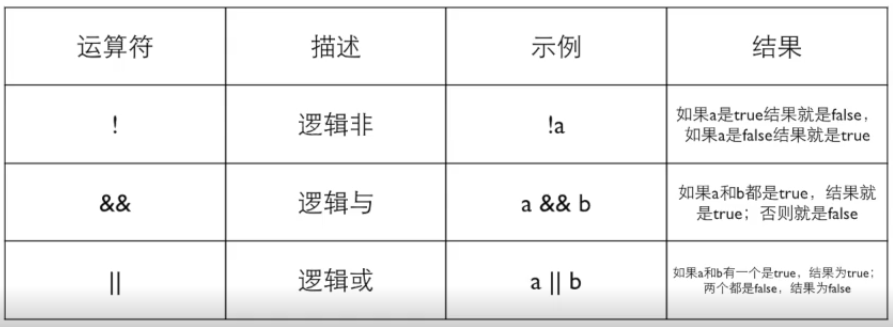 运算符 描述 示例 结果
! 逻辑非 !a 如果a是true结果就是false，
如果a是false结果就是true
&& 逻辑与 a && b 如果a和b都是true，结果就
是true；否则就是false
|| 逻辑或 a || b 如果a和b有一个是true，结果为true；
两个都是false，结果为false